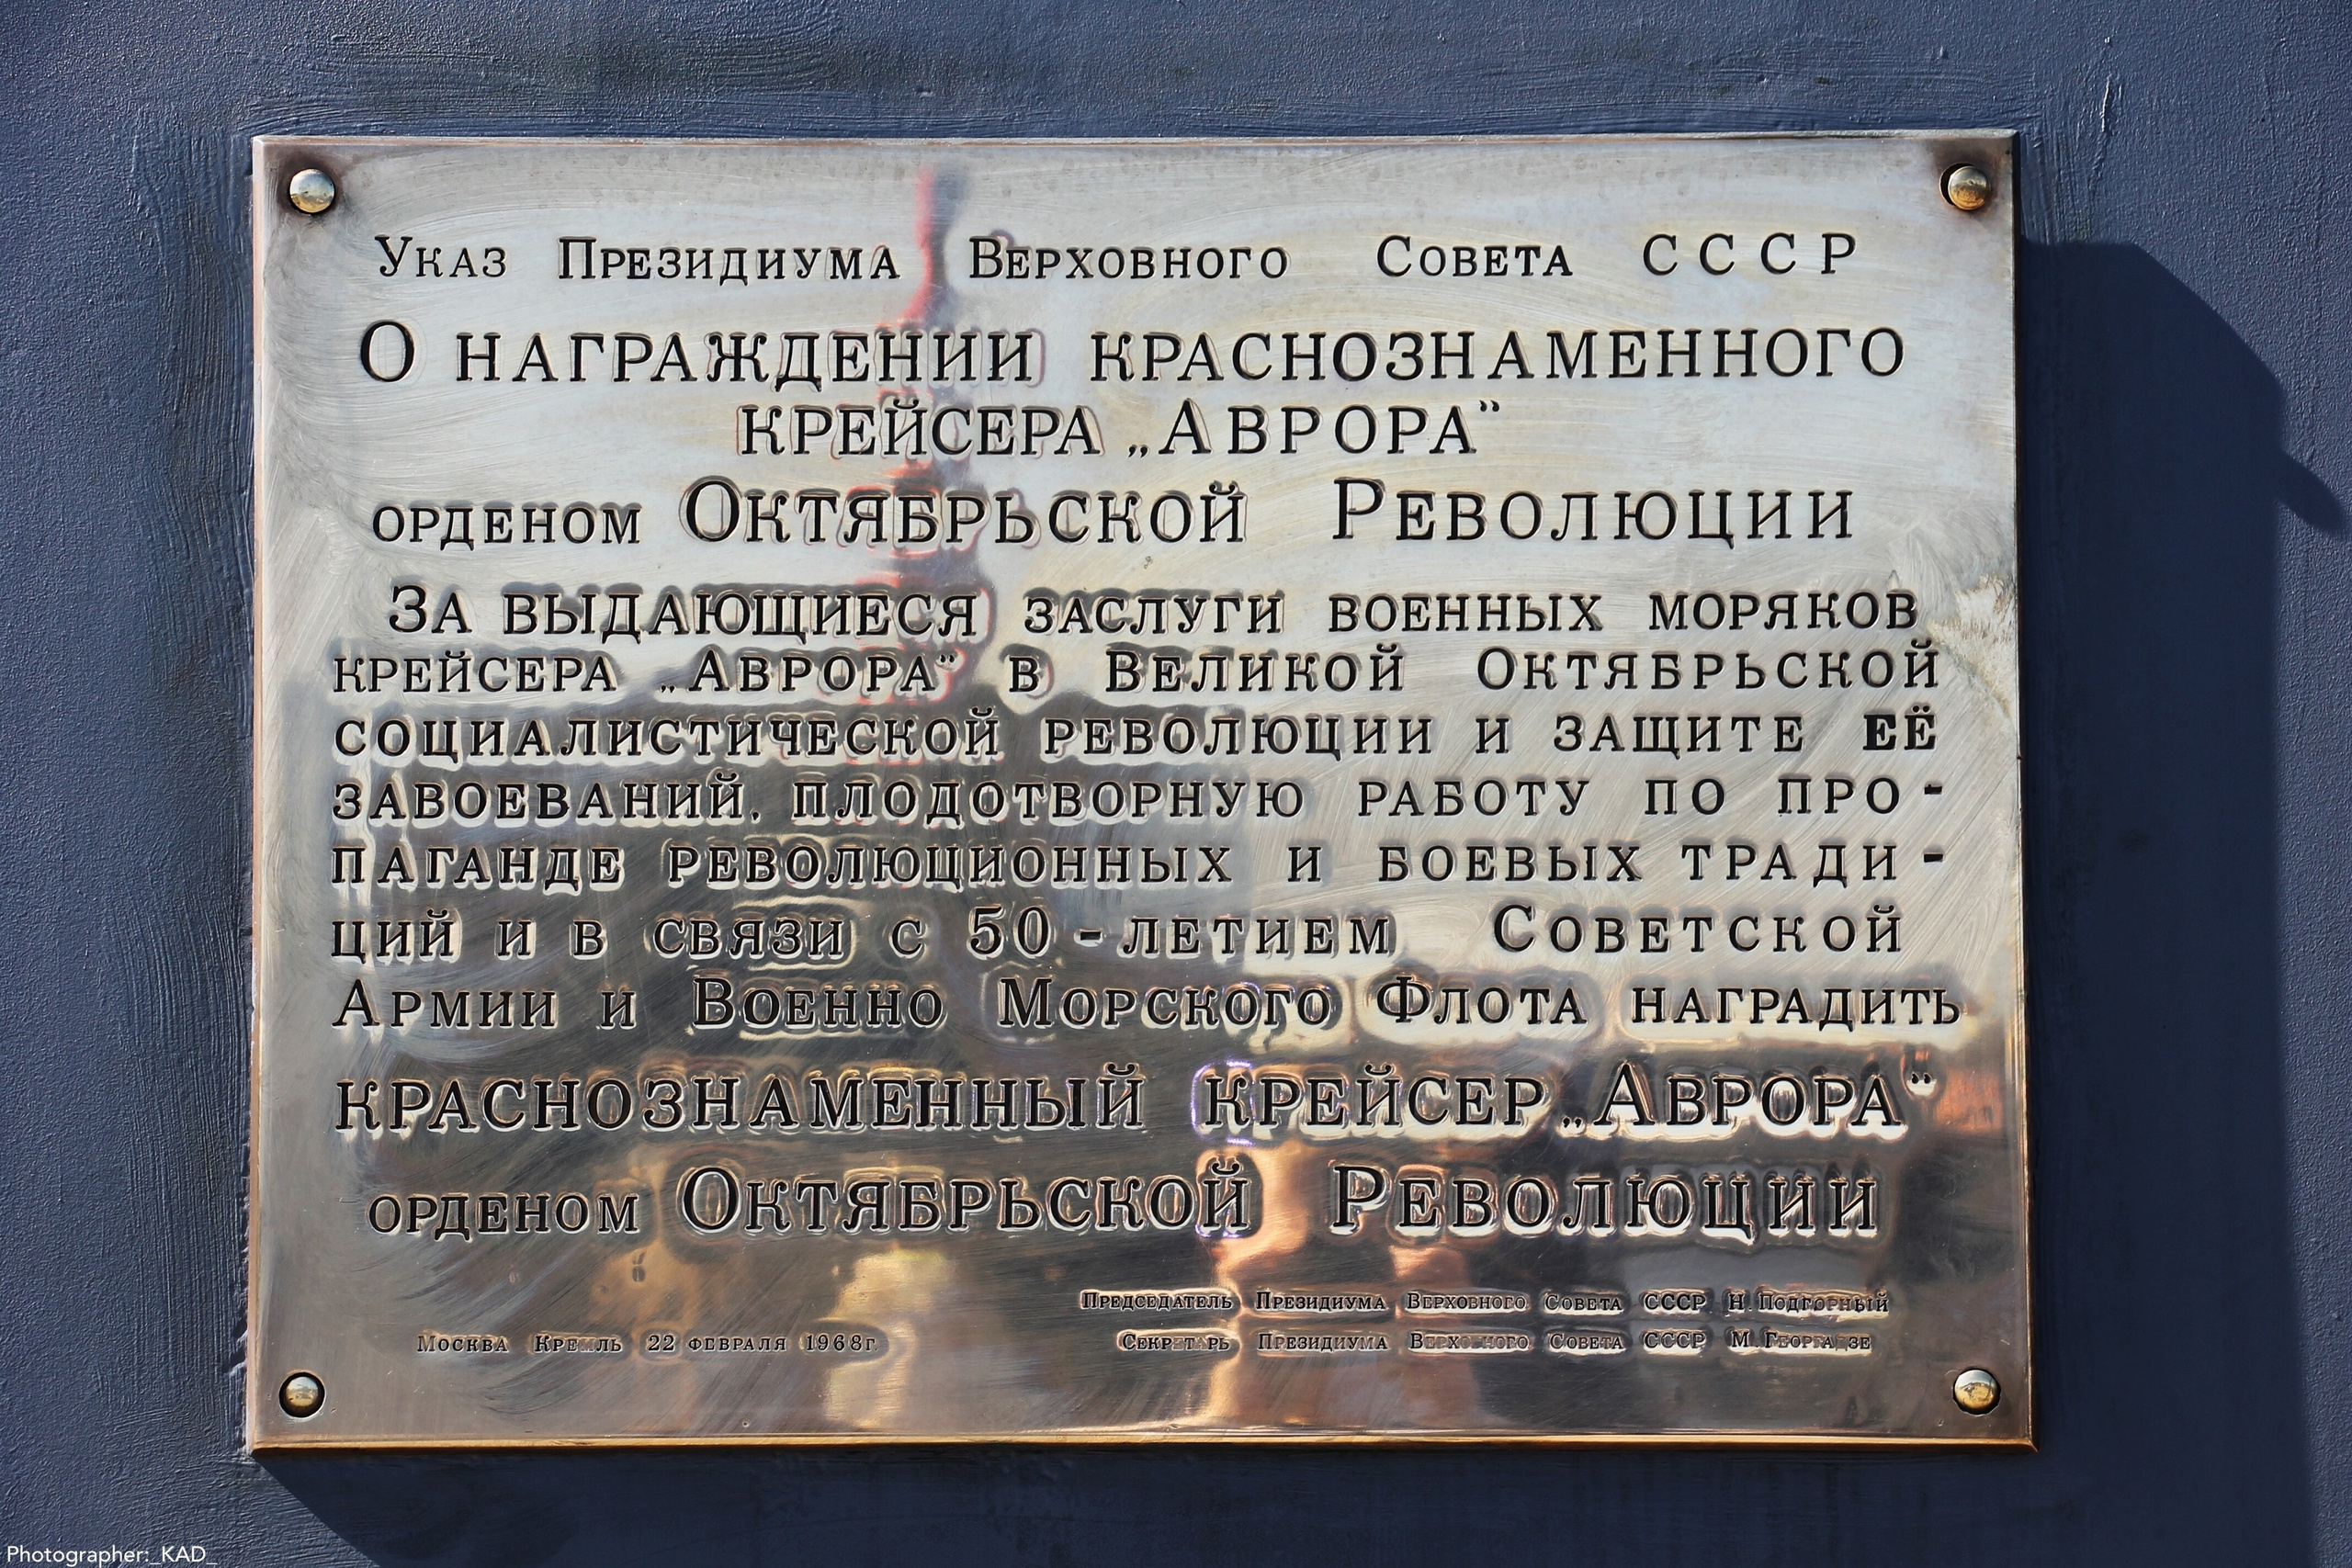 Указ Президиума Верховного Совета СССР
О НАГРАЖДЕНИИ КРАСНОЗНАМЕННОГО
КРЕЙСЕРА „АВРОРА“
ОРДЕНОМ ОКТЯБРЬСКОЙ РЕВОЛЮЦИИ
ЗА ВЫДАЮЩИЕСЯ ЗАСЛУГИ ВОЕННЫХ МОРЯКОВ
КРЕЙСЕРА „АВРОРА“ В ВЕЛИКОЙ ОКТЯБРЬСКОЙ
СОЦИАЛИСТИЧЕСКОЙ РЕВОЛЮЦИИ И ЗАЩИТЕ ЕЁ
ЗАВОЕВАНИЙ, ПЛОДОТВОРНУЮ РАБОТУ ПО ПРО-
ПАГАНДЕ РЕВОЛЮЦИОННЫХ И БОЕВЫХ ТРАДИ-
ЦИЙ И В СВЯЗИ С 50-ЛЕТИЕМ СОВЕТСКОЙ
АРМИИ И ВОЕННО МОРСКОГО ФЛОТА НАГРАДИТЬ
КРАСНОЗНАМЕННЫЙ КРЕЙСЕР „АВРОРА“
ОРДЕНОМ ОКТЯБРЬСКОЙ РЕВОЛЮЦИИ
ПРЕДСЕДАТЕЛЬ ПРЕЗИДИУМА ВЕРХОВНОГО СОВЕТА СССР Н. ПОДГОРНЫЙ
МОСКВА КРЕМЛЬ 22 ФЕВРАЛЯ 1968г. СЕКРЕТАРЬ ПРЕЗИДИУМА ВЕРХОВНОГО СОВЕТА СССР М. ГЕОРГАДЗЕ
Photographer:_KAD_